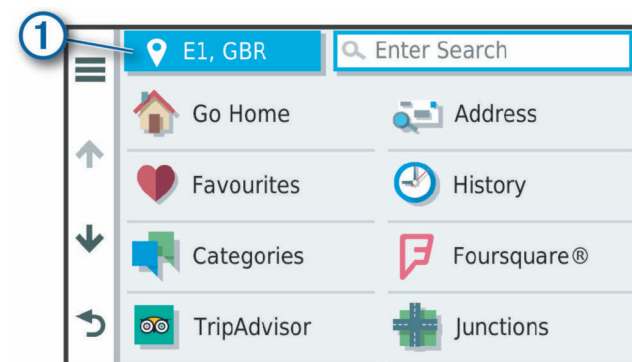 1
E1, GBR
Enter Search
Go Home
Address
Favourites
History
Categories
Foursquare®
TripAdvisor
Junctions